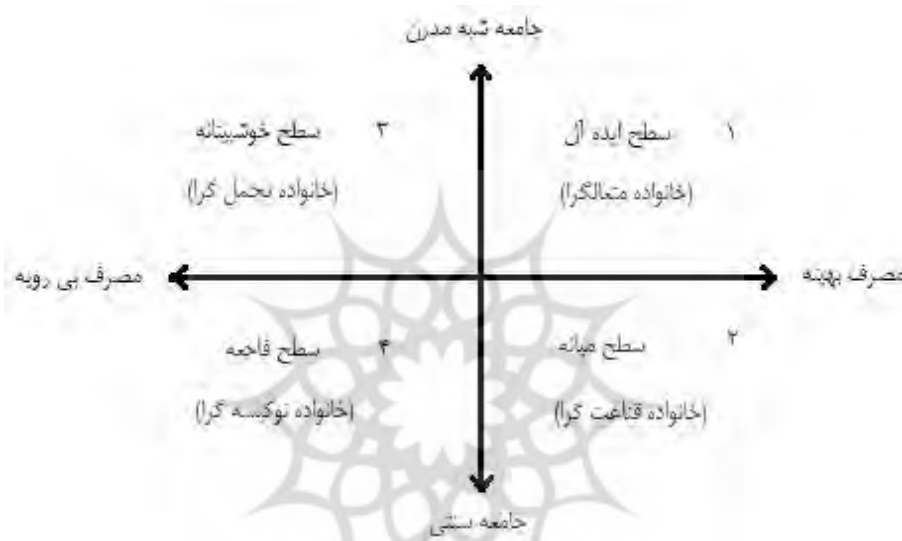 جامعه شبه مدرن
۱ سطح ایده آل
(خانواده متعالگرا)
۳ سطح خوشبینانه
(خانواده تجمل گرا)
مصرف بهینه
مصرف بی رویه
۲ سطح میانه
(خانواده قناعت گرا)
۴ سطح فاجعه
(خانواده نوکیسه گرا)
جامعه سنتی